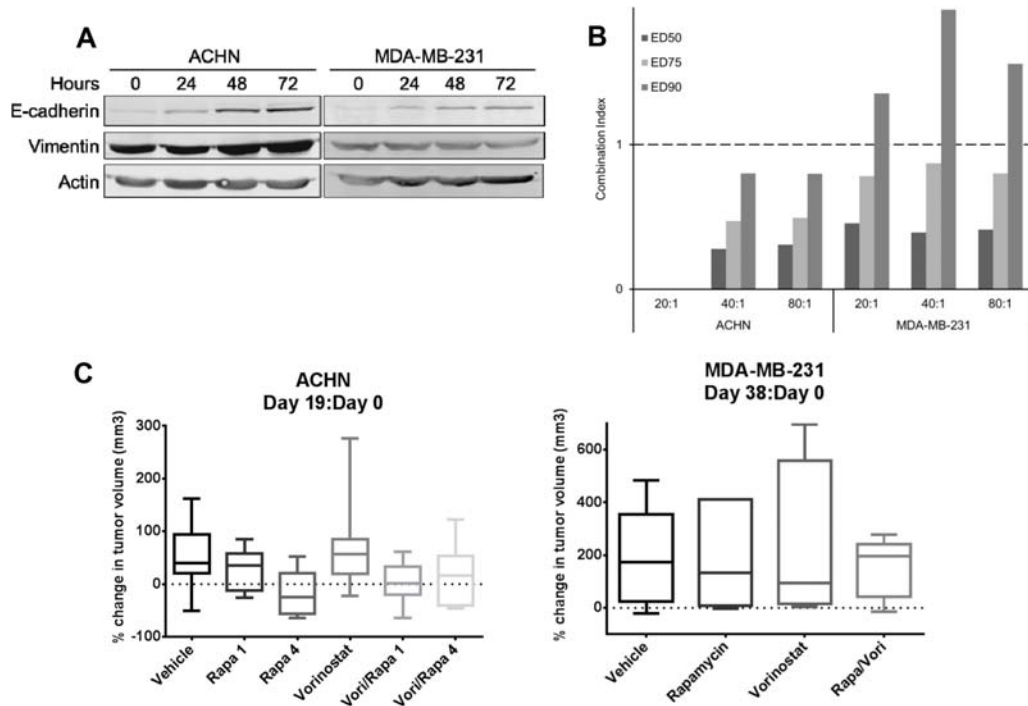 A
ACHN
MDA-MB-231
Hours 0 24 48 72 0 24 48 72
E-cadherin
Vimentin
Actin
B
ED50
ED75
ED90
Combination Index
1
0
20:1 40:1 80:1 20:1 40:1 80:1
ACHN MDA-MB-231
C
ACHN
Day 19:Day 0
% change in tumor volume (mm3)
300
200
100
0
-100
Vehicle
Rapa 1
Rapa 4
Vorinostat
Vori/Rapa 1
Vori/Rapa 4
MDA-MB-231
Day 38:Day 0
% change in tumor volume (mm3)
600
400
200
0
Vehicle
Rapamycin
Vorinostat
Rapa/Vori